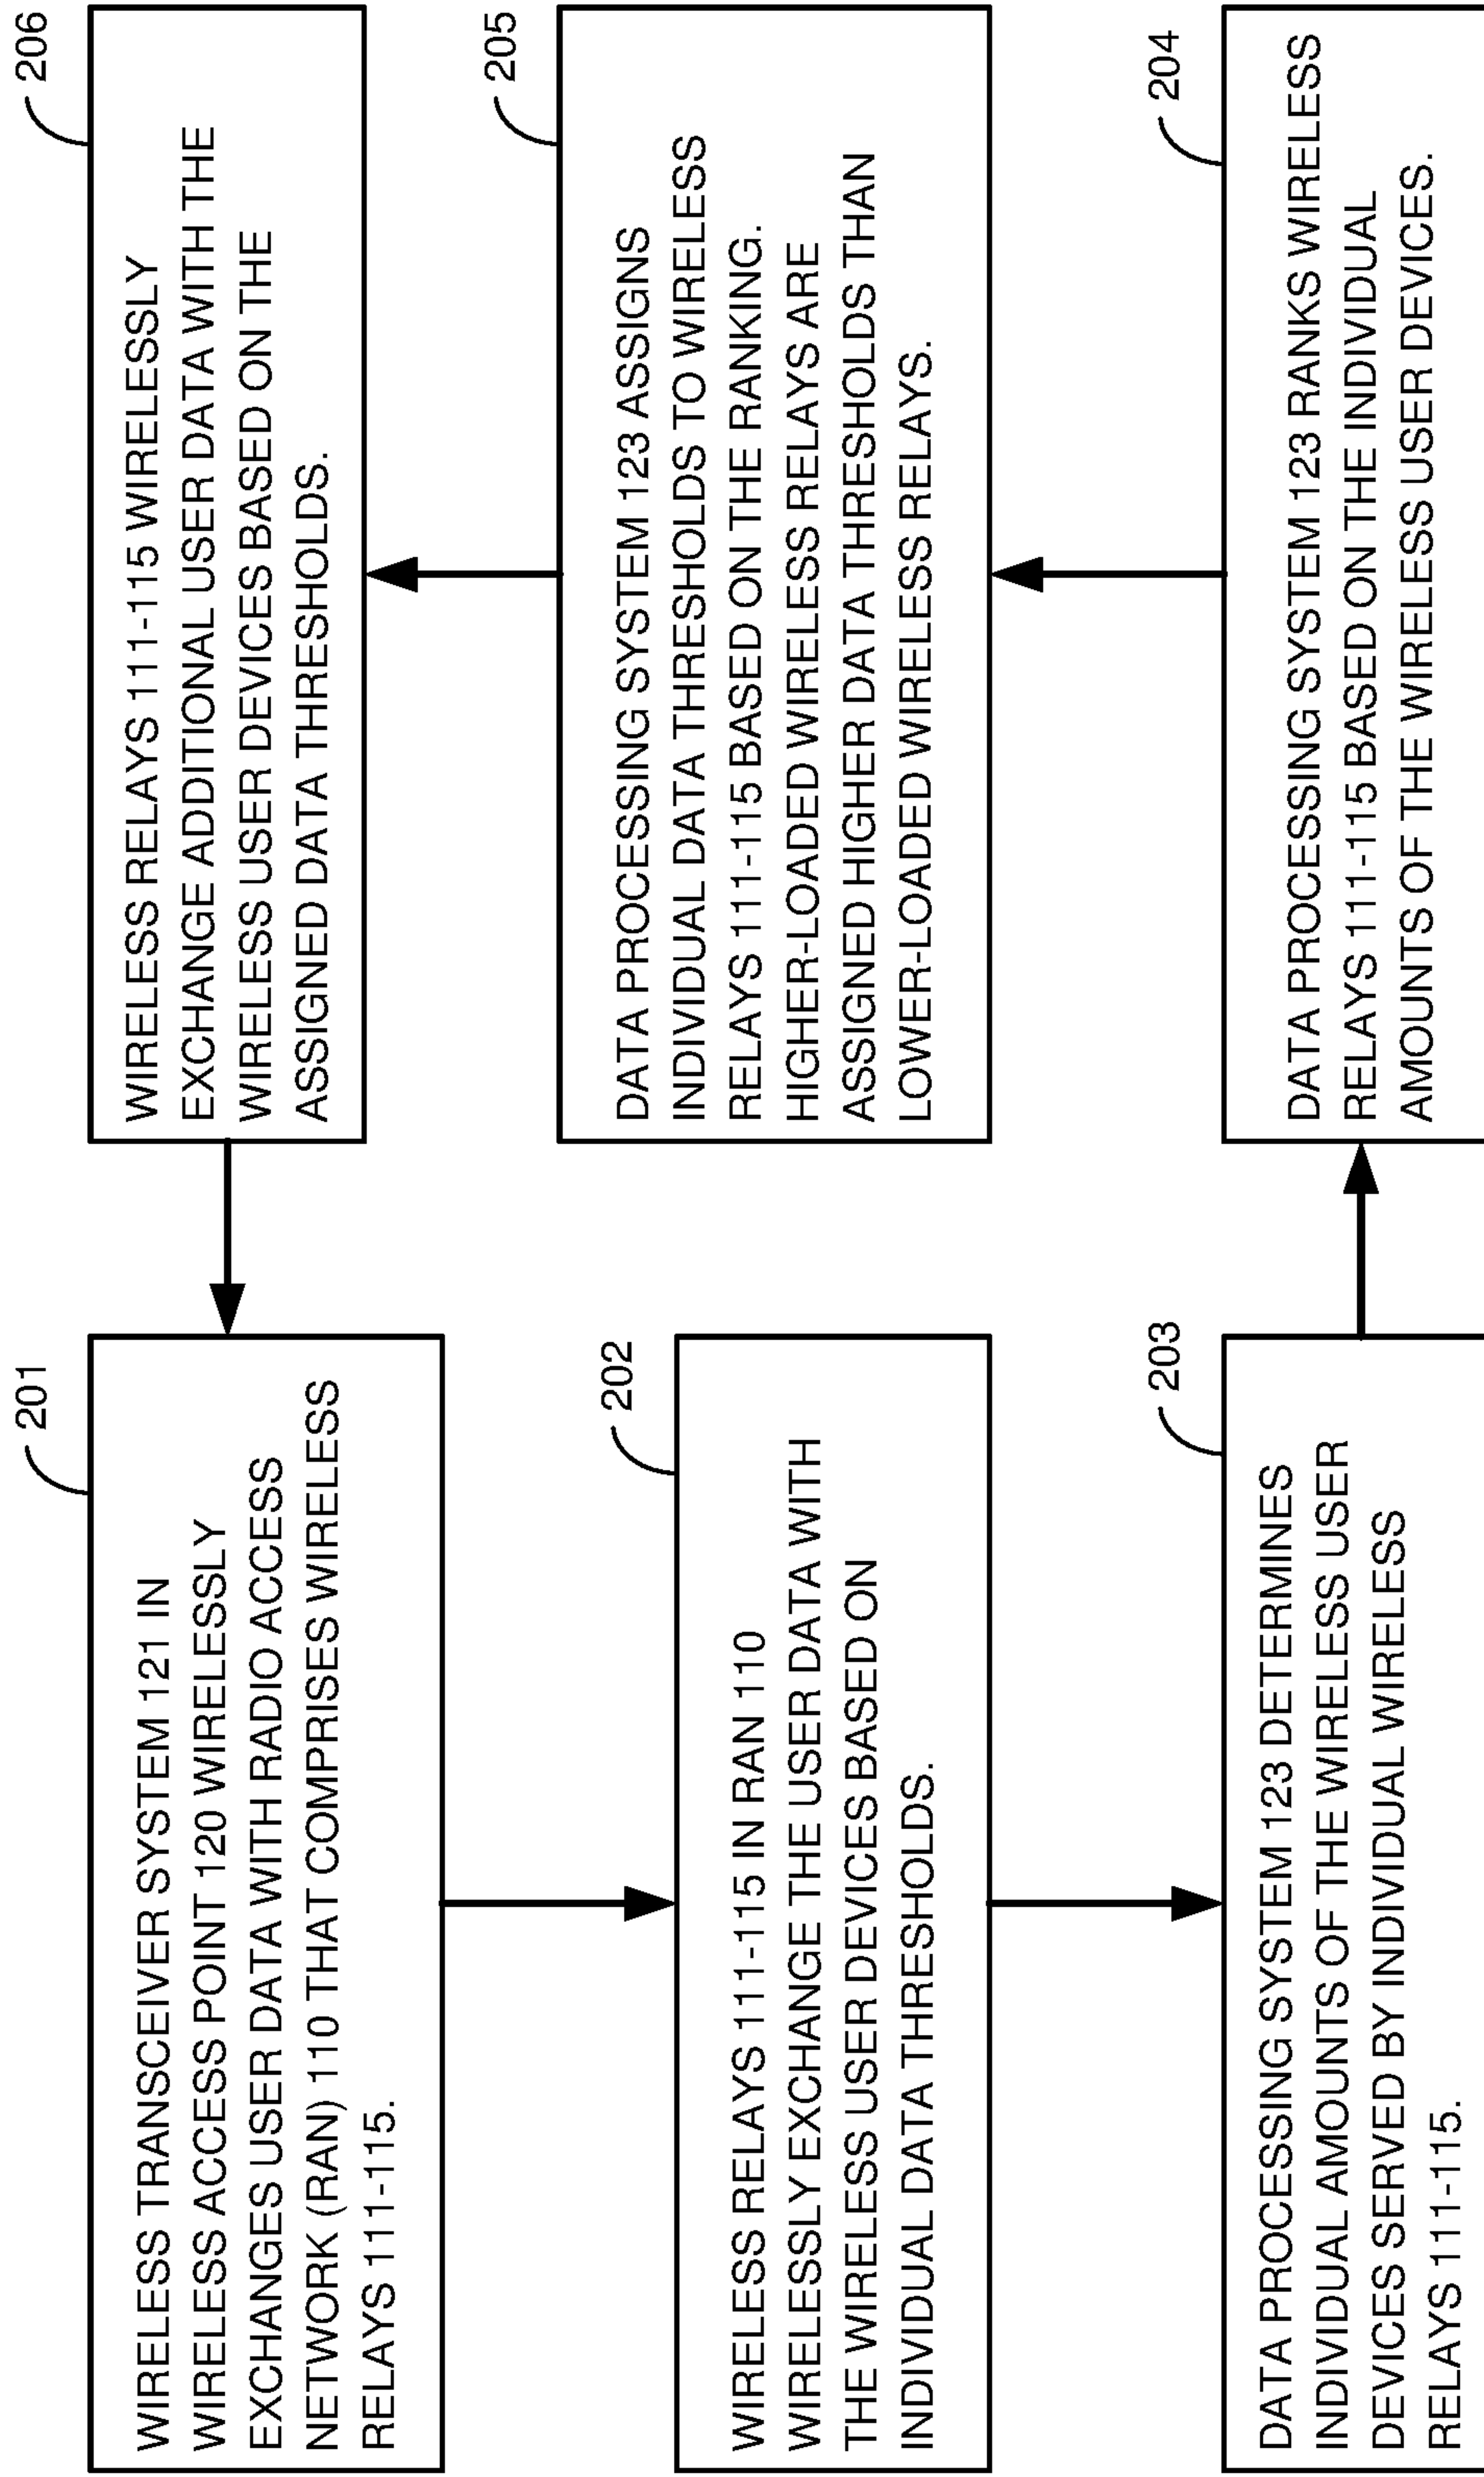 201
WIRELESS TRANSCEIVER SYSTEM 121 IN
WIRELESS ACCESS POINT 120 WIRELESSLY
EXCHANGES USER DATA WITH RADIO ACCESS
NETWORK (RAN) 110 THAT COMPRISES WIRELESS
RELAYS 111-115.
202
WIRELESS RELAYS 111-115 IN RAN 110
WIRELESSLY EXCHANGE THE USER DATA WITH
THE WIRELESS USER DEVICES BASED ON
INDIVIDUAL DATA THRESHOLDS.
203
DATA PROCESSING SYSTEM 123 DETERMINES
INDIVIDUAL AMOUNTS OF THE WIRELESS USER
DEVICES SERVED BY INDIVIDUAL WIRELESS
RELAYS 111-115.
204
DATA PROCESSING SYSTEM 123 RANKS WIRELESS
RELAYS 111-115 BASED ON THE INDIVIDUAL
AMOUNTS OF THE WIRELESS USER DEVICES.
205
DATA PROCESSING SYSTEM 123 ASSIGNS
INDIVIDUAL DATA THRESHOLDS TO WIRELESS
RELAYS 111-115 BASED ON THE RANKING.
HIGHER-LOADED WIRELESS RELAYS ARE
ASSIGNED HIGHER DATA THRESHOLDS THAN
LOWER-LOADED WIRELESS RELAYS.
206
WIRELESS RELAYS 111-115 WIRELESSLY
EXCHANGE ADDITIONAL USER DATA WITH THE
WIRELESS USER DEVICES BASED ON THE
ASSIGNED DATA THRESHOLDS.